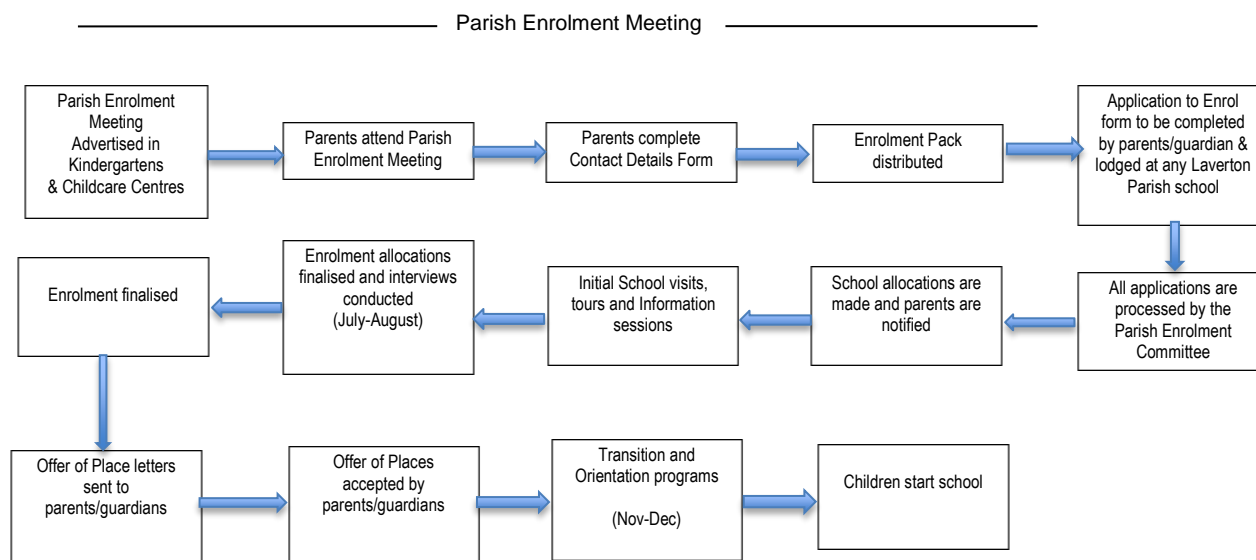 Parish Enrolment Meeting
Parish Enrolment
Meeting
Advertised in
Kindergartens
& Childcare Centres
Parents attend Parish
Enrolment Meeting
Parents complete
Contact Details Form
Enrolment Pack
distributed
Application to Enrol
form to be completed
by parents/guardian &
lodged at any Laverton
Parish school
All applications are
processed by the
Parish Enrolment
Committee
School allocations are
made and parents are
notified
Initial School visits,
tours and Information
sessions
Enrolment allocations
finalised and interviews
conducted
(July-August)
Enrolment finalised
Offer of Place letters
sent to
parents/guardians
Offer of Places
accepted by
parents/guardians
Transition and
Orientation programs
(Nov-Dec)
Children start school